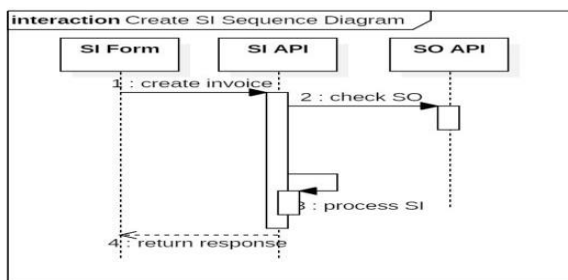 interaction Create SI Sequence Diagram
SI Form
SI API
SO API
1 : create invoice
2 : check SO
3 : process SI
4 : return response